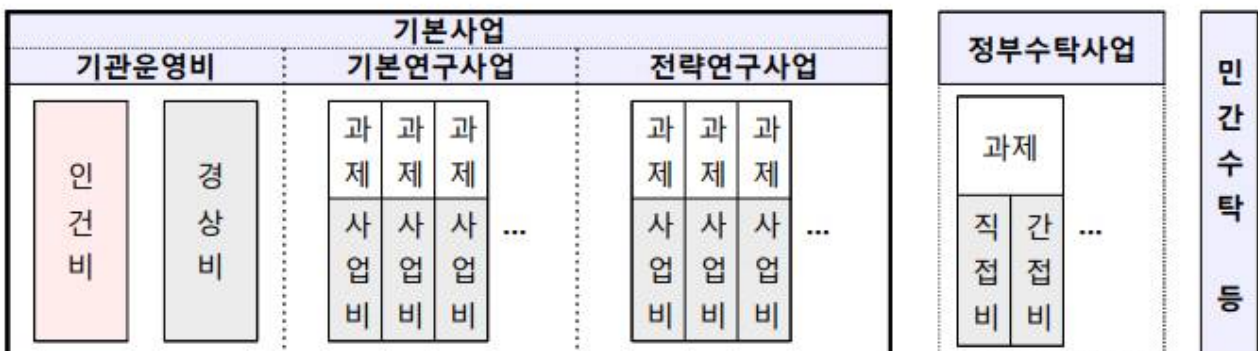 기본사업
기관운영비 기본연구사업 전략연구사업
인건비
경상비
과제 과제 과제
사업비 사업비 사업비 ...
과제 과제 과제
사업비 사업비 사업비 ...
정부수탁사업
과제
직접비 간접비 ...
민간수탁 등